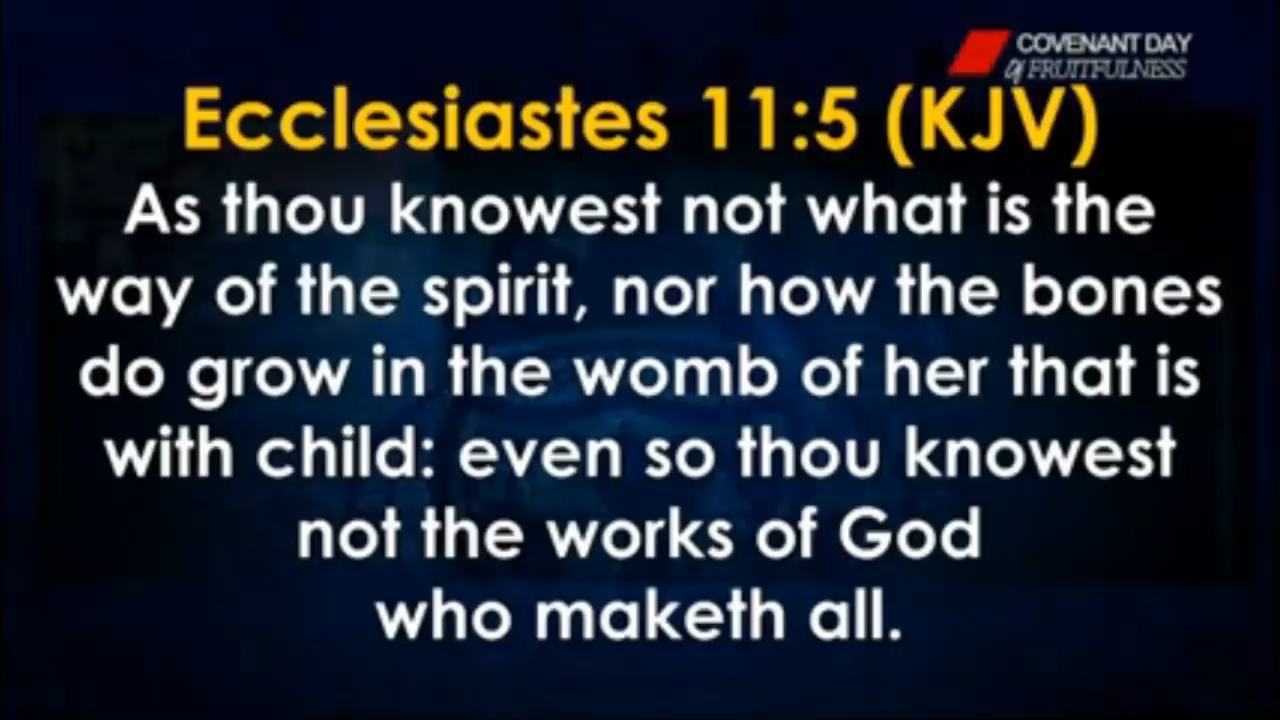 COVENANT DAY
of FRUITFULNESS
Ecclesiastes 11:5 (KJV)
As thou knowest not what is the
way of the spirit, nor how the bones
do grow in the womb of her that is
with child: even so thou knowest
not the works of God
who maketh all.